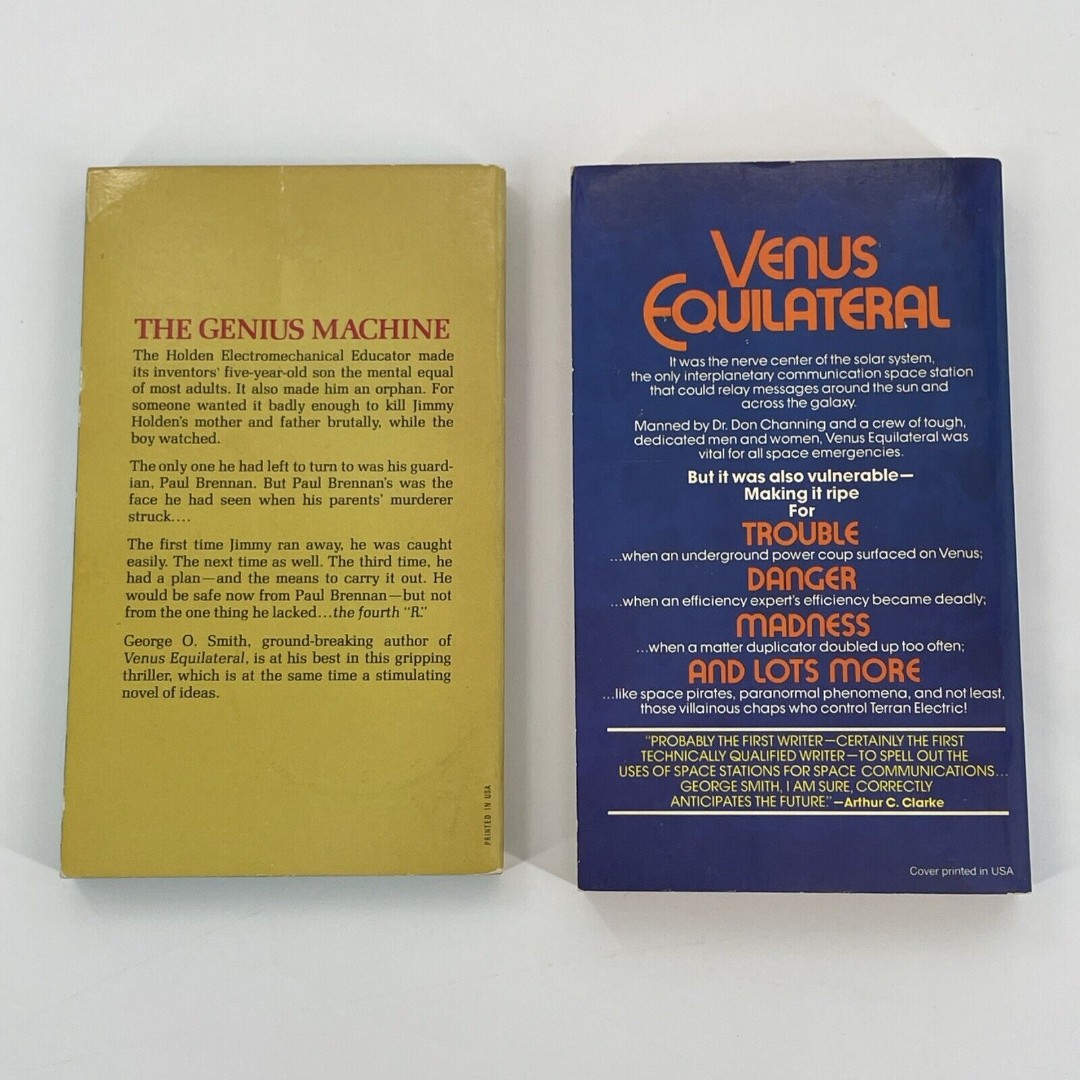 THE GENIUS MACHINE
The Holden Electromechanical Educator made
its inventors' five-year-old son the mental equal
of most adults. It also made him an orphan. For
someone wanted it badly enough to kill Jimmy
Holden's mother and father brutally, while the
boy watched.
The only one he had left to turn to was his guard-
ian, Paul Brennan. But Paul Brennan's was the
face he had seen when his parents' murderer
struck....
The first time Jimmy ran away, he was caught
easily. The next time as well. The third time, he
had a plan—and the means to carry it out. He
would be safe now from Paul Brennan—but not
from the one thing he lacked...the fourth "R."
George O. Smith, ground-breaking author of
Venus Equilateral, is at his best in this gripping
thriller, which is at the same time a stimulating
novel of ideas.
PRINTED IN USA
VENUS
EQUILATERAL
It was the nerve center of the solar system,
the only interplanetary communication space station
that could relay messages around the sun and
across the galaxy.
Manned by Dr. Don Channing and a crew of tough,
dedicated men and women, Venus Equilateral was
vital for all space emergencies.
But it was also vulnerable—
Making it ripe
For
TROUBLE
...when an underground power coup surfaced on Venus;
DANGER
...when an efficiency expert's efficiency became deadly;
MADNESS
...when a matter duplicator doubled up too often;
AND LOTS MORE
...like space pirates, paranormal phenomena, and not least,
those villainous chaps who control Terran Electric!
"PROBABLY THE FIRST WRITER—CERTAINLY THE FIRST
TECHNICALLY QUALIFIED WRITER—TO SPELL OUT THE
USES OF SPACE STATIONS FOR SPACE COMMUNICATIONS...
GEORGE SMITH, I AM SURE, CORRECTLY
ANTICIPATES THE FUTURE." —Arthur C. Clarke
Cover printed in USA